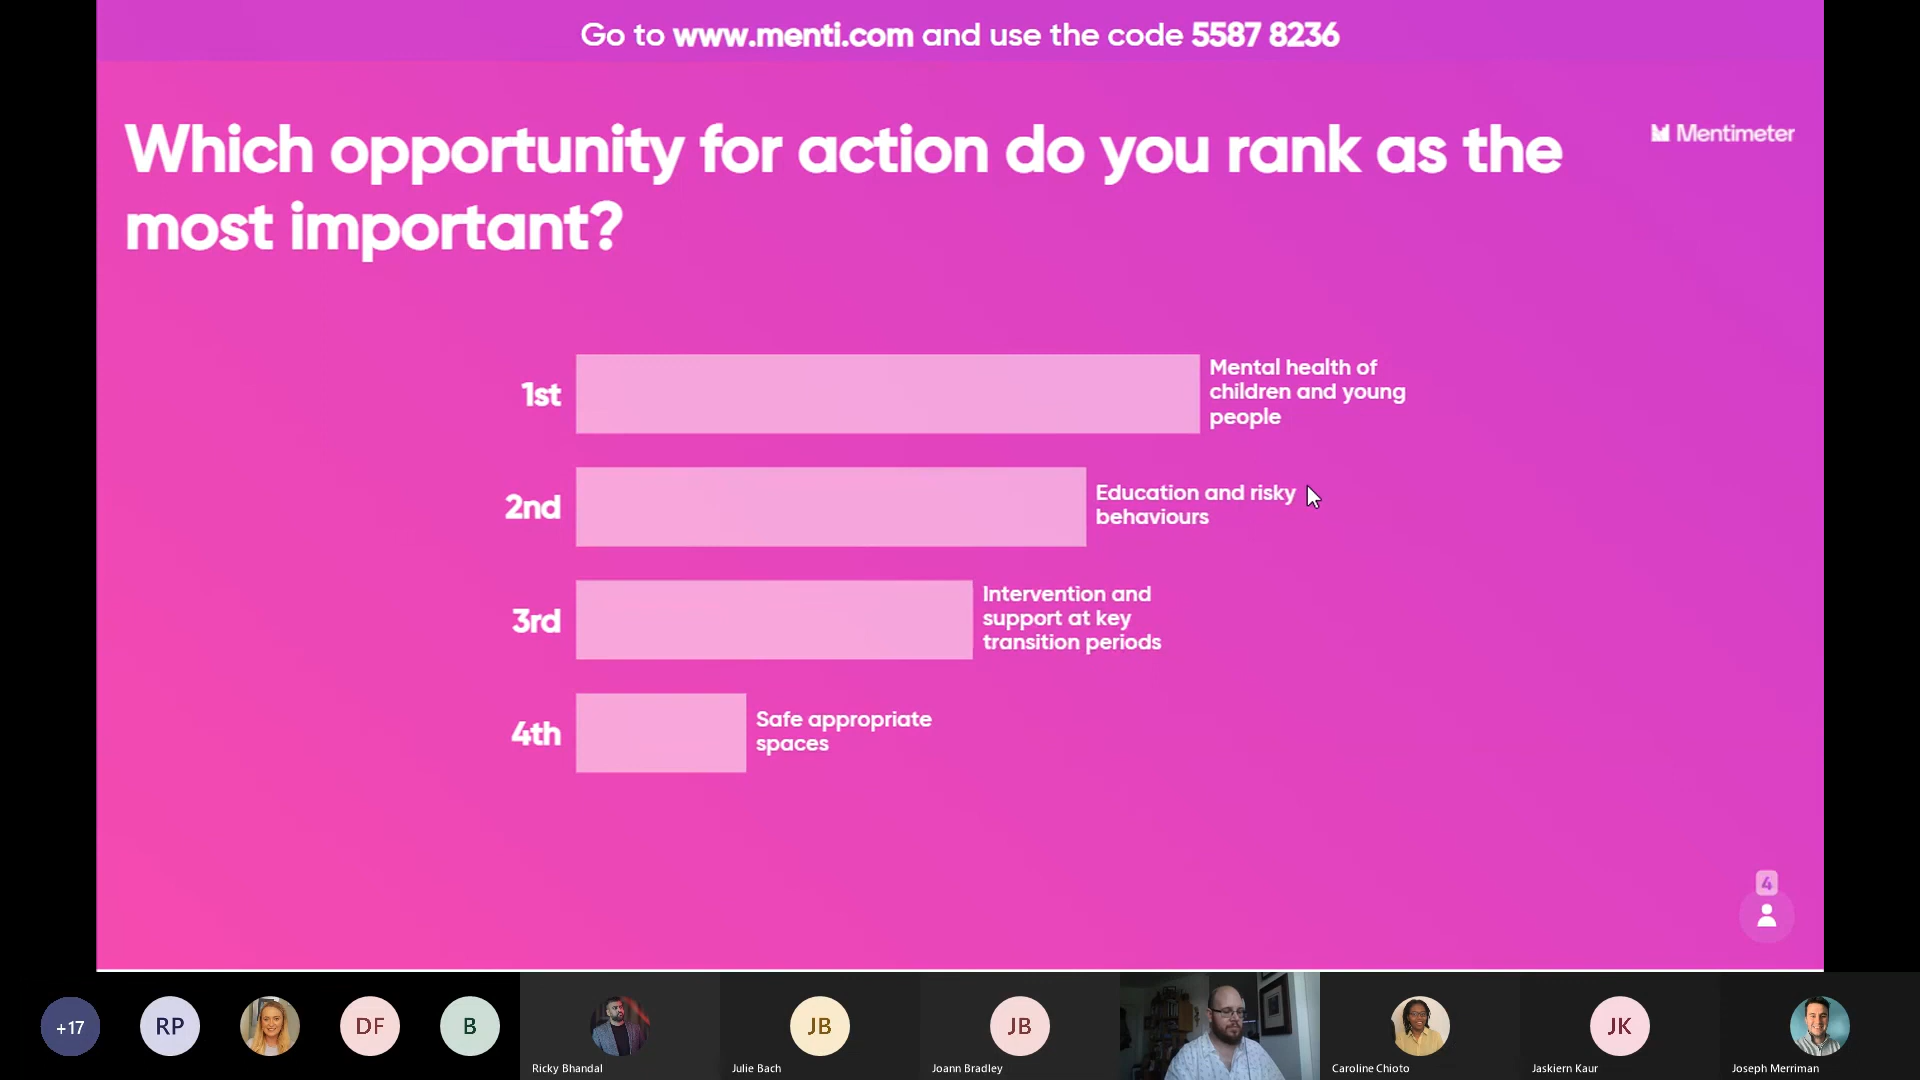 Go to www.menti.com and use the code 5587 8236
Which opportunity for action do you rank as the
most important?
Mentimeter
1st
Mental health of
children and young
people
2nd
Education and risky
behaviours
3rd
Intervention and
support at key
transition periods
4th
Safe appropriate
spaces
4
+17
RP
DF
B
Ricky Bhandal
JB
Julie Bach
JB
Joann Bradley
Caroline Chioto
JK
Jaskiern Kaur
Joseph Merriman